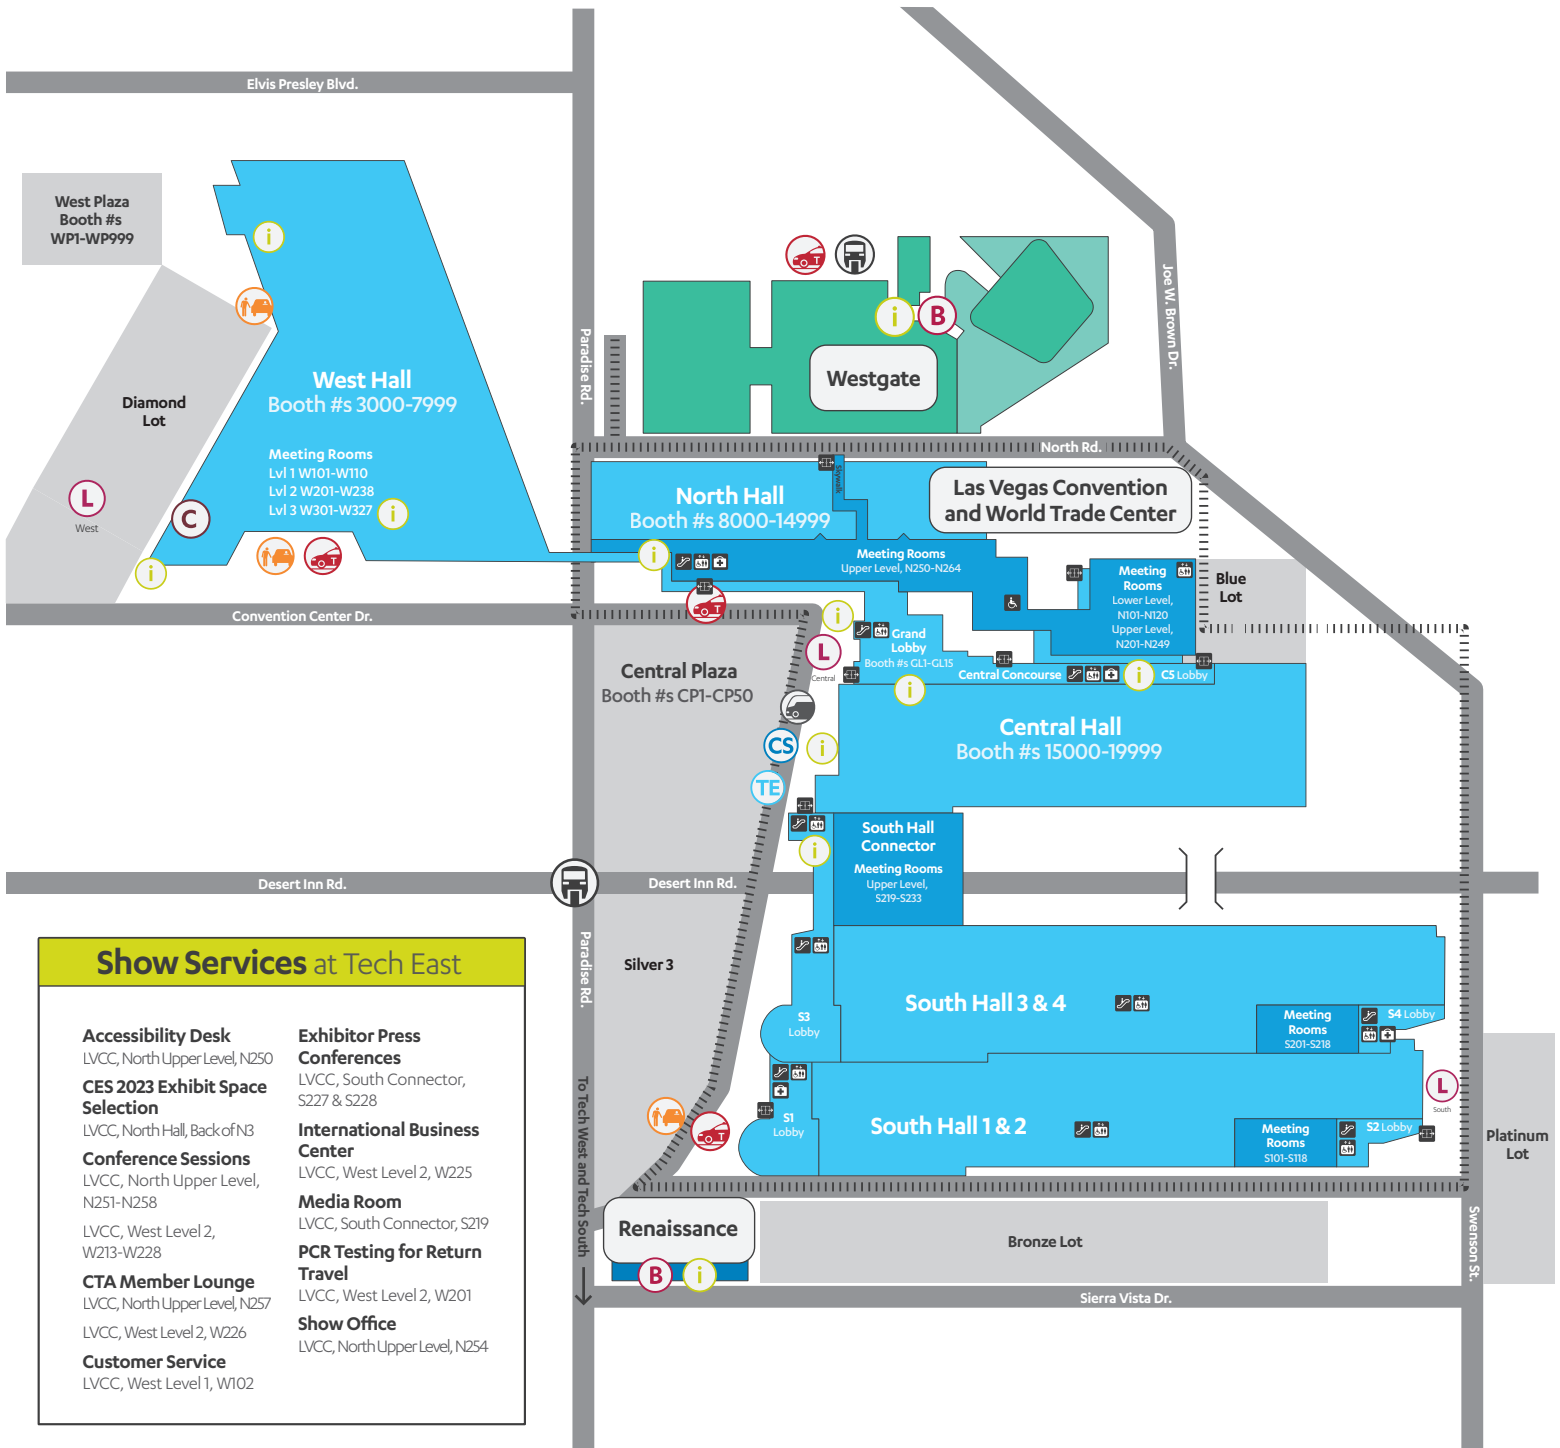 Elvis Presley Blvd.
West Plaza
Booth #s
WP1-WP999
Diamond
Lot
L
West
C
West Hall
Booth #s 3000-7999
Meeting Rooms
Lvl 1 W101-W110
Lvl 2 W201-W238
Lvl 3 W301-W327
i
i
i
T
Convention Center Dr.
Paradise Rd.
T
i
B
Westgate
Joe W. Brown Dr.
North Rd.
North Hall
Booth #s 8000-14999
Skywalk
Las Vegas Convention
and World Trade Center
i
Meeting Rooms
Upper Level, N250-N264
Meeting
Rooms
Lower Level,
N101-N120
Upper Level,
N201-N249
Blue
Lot
T
i
L
Central
Grand
Lobby
Booth #s GL1-GL15
i
Central Concourse
i
C5 Lobby
Central Plaza
Booth #s CP1-CP50
CS
i
TE
Central Hall
Booth #s 15000-19999
South Hall
Connector
Meeting Rooms
Upper Level,
S219-S233
i
Desert Inn Rd.
Desert Inn Rd.
Paradise Rd.
Silver 3
South Hall 3 & 4
S3
Lobby
Meeting
Rooms
S201-S218
S4 Lobby
South Hall 1 & 2
S1
Lobby
Meeting
Rooms
S101-S118
S2 Lobby
L
South
Platinum
Lot
T
To Tech West and Tech South
Renaissance
B
i
Bronze Lot
Swenson St.
Sierra Vista Dr.
Show Services at Tech East
Accessibility Desk
LVCC, North Upper Level, N250
CES 2023 Exhibit Space
Selection
LVCC, North Hall, Back of N3
Conference Sessions
LVCC, North Upper Level,
N251-N258
LVCC, West Level 2,
W213-W228
CTA Member Lounge
LVCC, North Upper Level, N257
LVCC, West Level 2, W226
Customer Service
LVCC, West Level 1, W102
Exhibitor Press
Conferences
LVCC, South Connector,
S227 & S228
International Business
Center
LVCC, West Level 2, W225
Media Room
LVCC, South Connector, S219
PCR Testing for Return
Travel
LVCC, West Level 2, W201
Show Office
LVCC, North Upper Level, N254